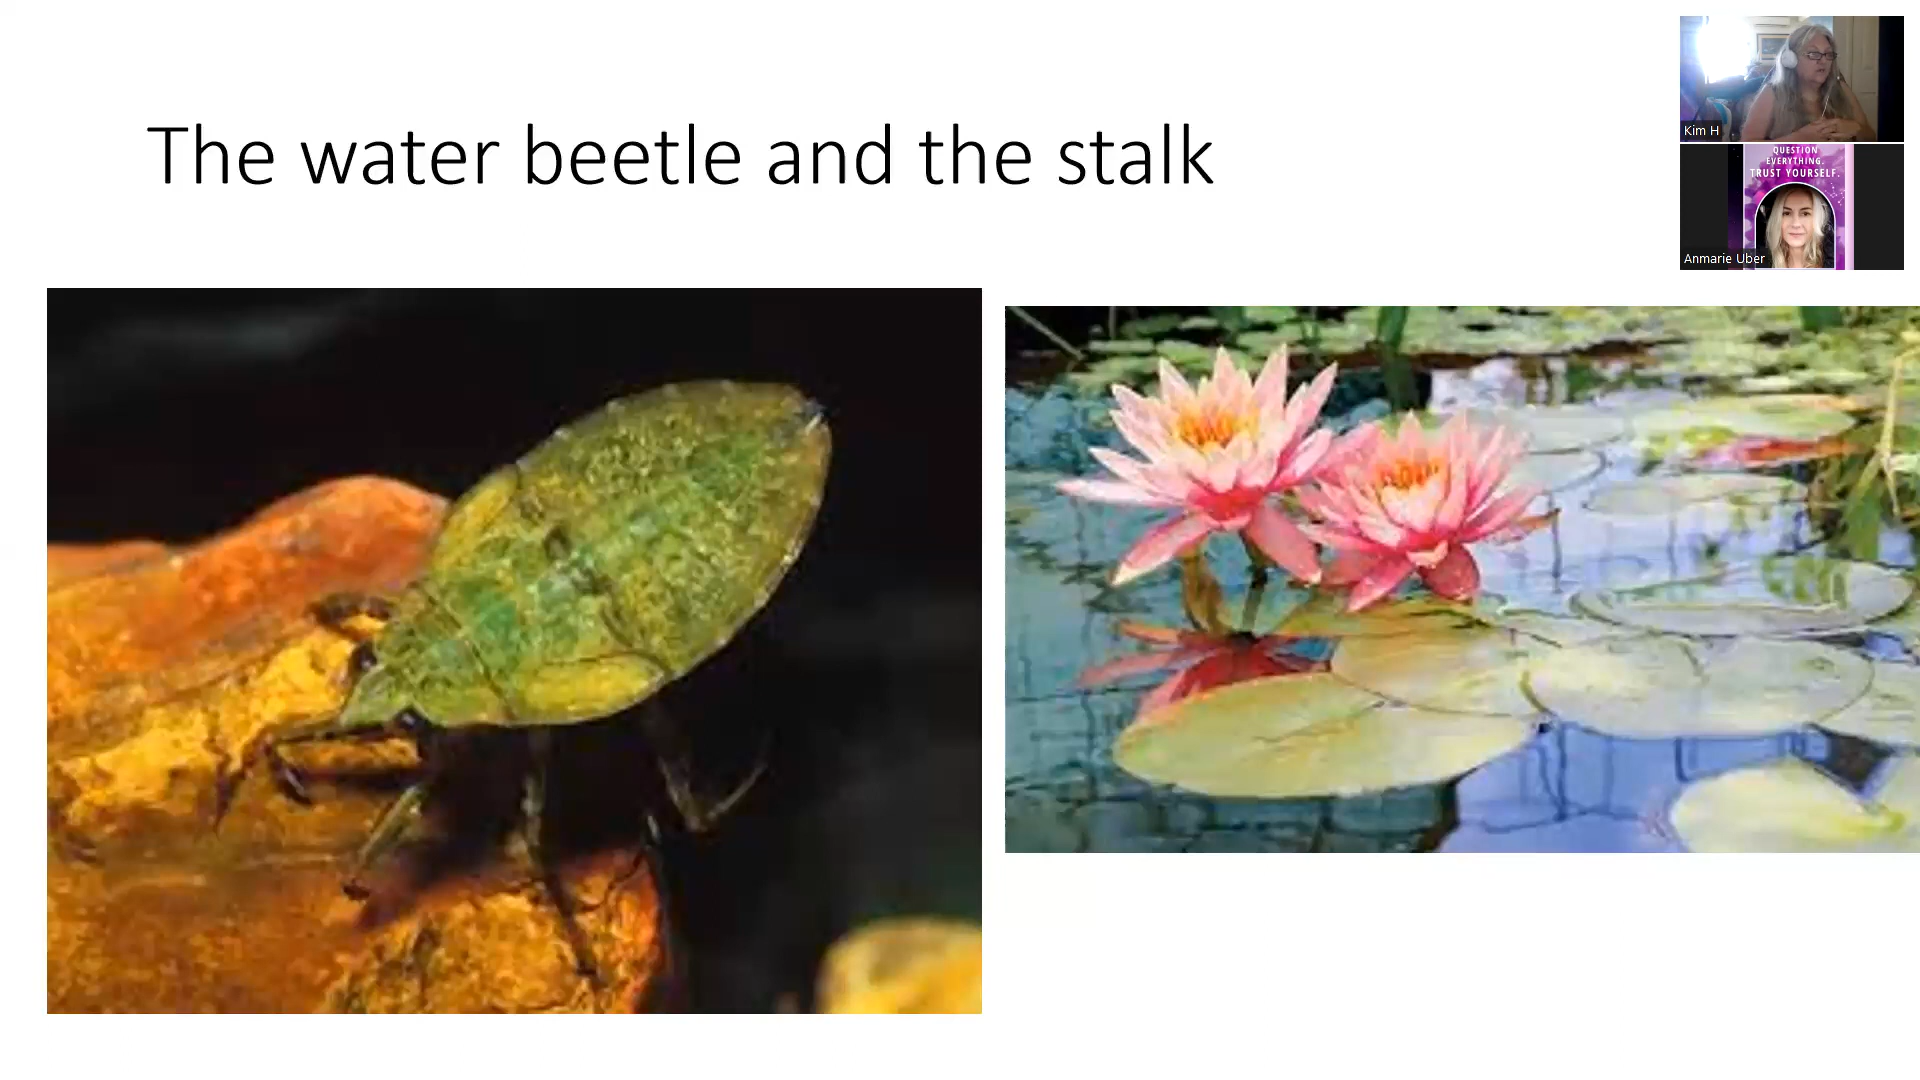 The water beetle and the stalk
Kim H
QUESTION
EVERYTHING.
TRUST YOURSELF.
Anmarie Uber